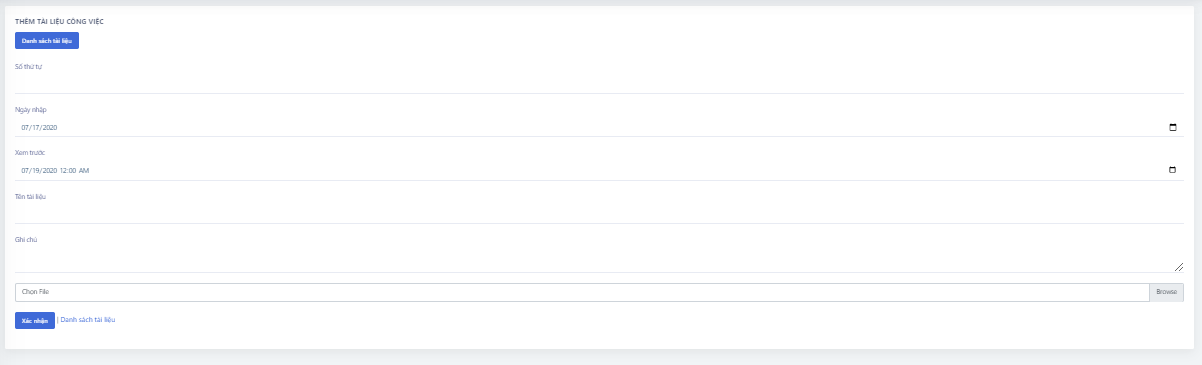 THÊM TÀI LIỆU CÔNG VIỆC
Danh sách tài liệu
Số thứ tự
Ngày nhập
07/17/2020
Xem trước
07/19/2020 12:00 AM
Tên tài liệu
Ghi chú
Chọn File
Browse
Xác nhận | Danh sách tài liệu